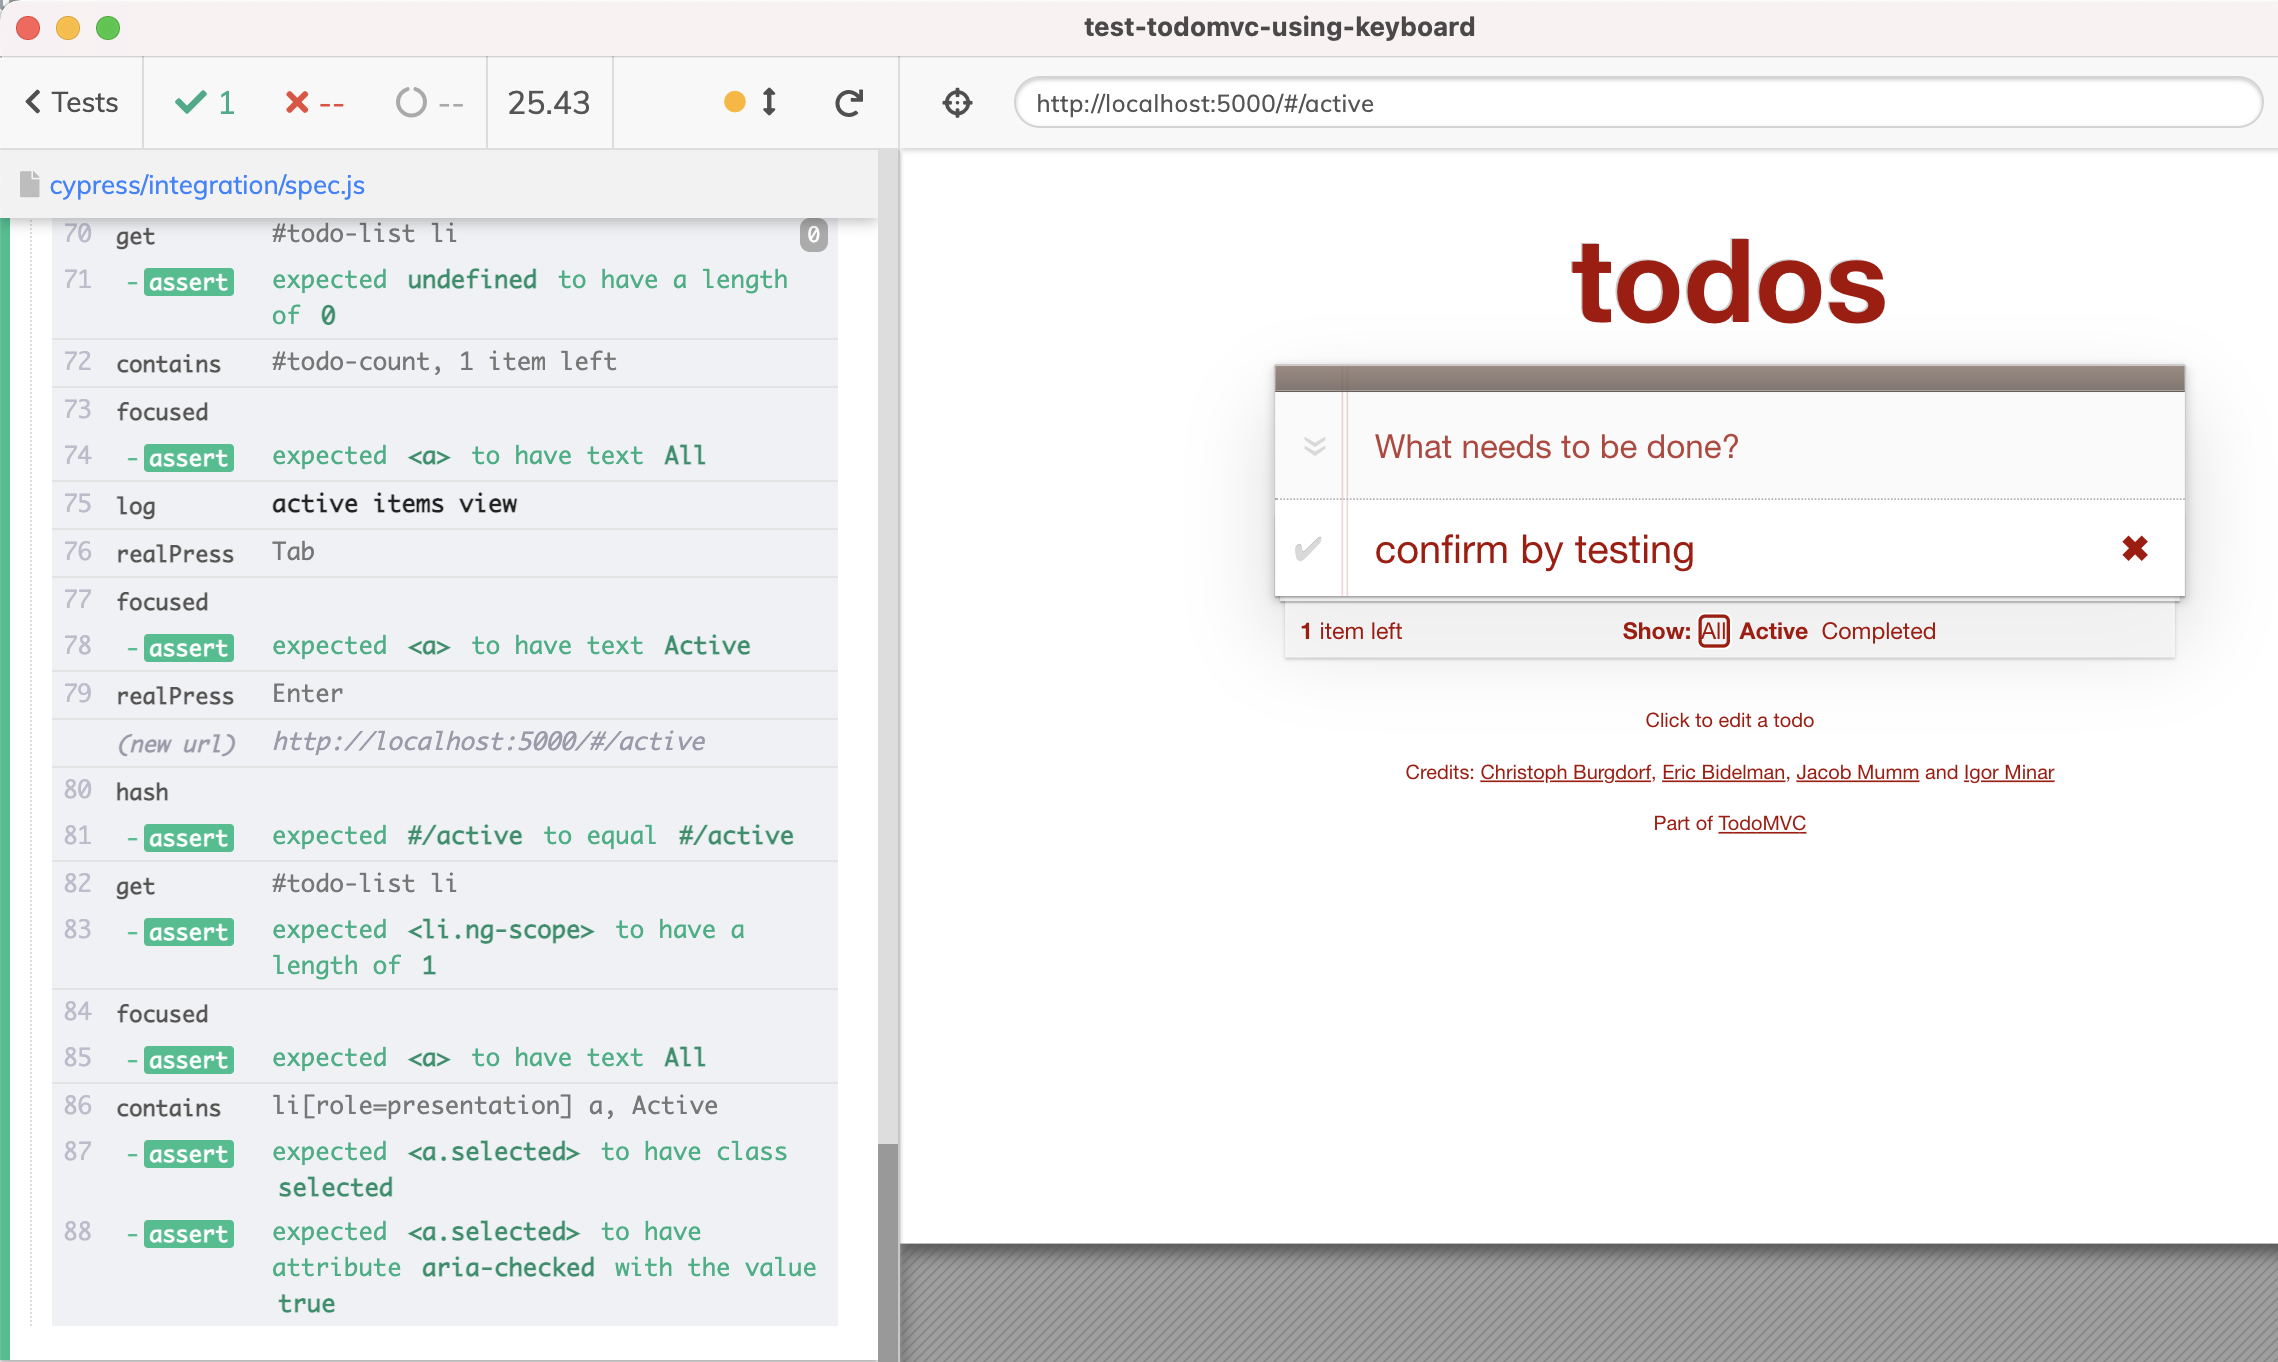 test-todomvc-using-keyboard
Tests
1
--
--
25.43
http://localhost:5000/#/active
cypress/integration/spec.js
70 get #todo-list li 0
71 -assert expected undefined to have a length
of 0
72 contains #todo-count, 1 item left
73 focused
74 -assert expected <a> to have text All
75 log active items view
76 realPress Tab
77 focused
78 -assert expected <a> to have text Active
79 realPress Enter
(new url) http://localhost:5000/#/active
80 hash
81 -assert expected #/active to equal #/active
82 get #todo-list li
83 -assert expected <li.ng-scope> to have a
length of 1
84 focused
85 -assert expected <a> to have text All
86 contains li[role=presentation] a, Active
87 -assert expected <a.selected> to have class
selected
88 -assert expected <a.selected> to have
attribute aria-checked with the value
true
todos
What needs to be done?
confirm by testing
1 item left Show: All Active Completed
Click to edit a todo
Credits: Christoph Burgdorf, Eric Bidelman, Jacob Mumm and Igor Minar
Part of TodoMVC